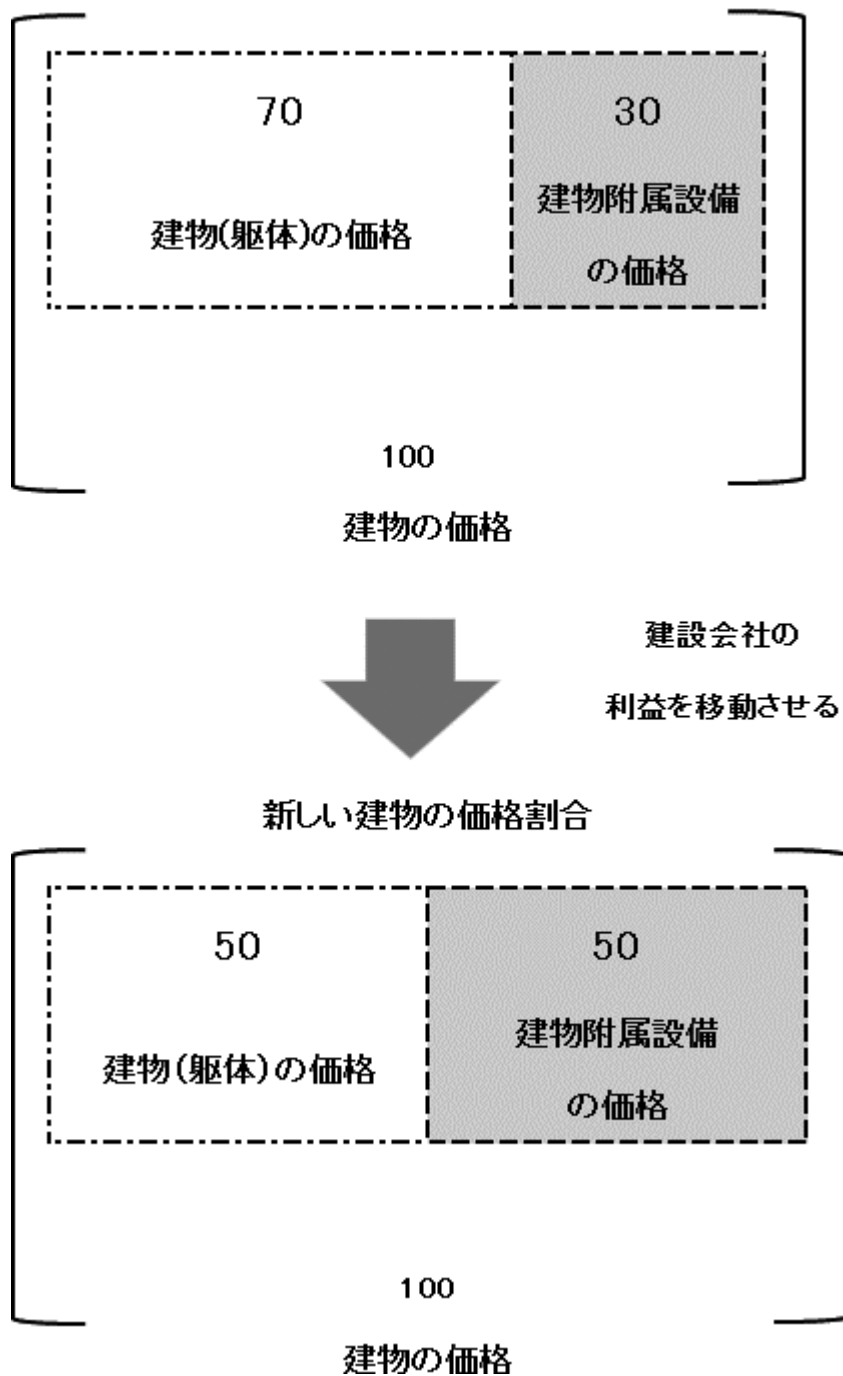 70
30
建物(躯体)の価格
建物附属設備
の価格
100
建物の価格
建設会社の
利益を移動させる
新しい建物の価格割合
50
50
建物(躯体)の価格
建物附属設備
の価格
100
建物の価格